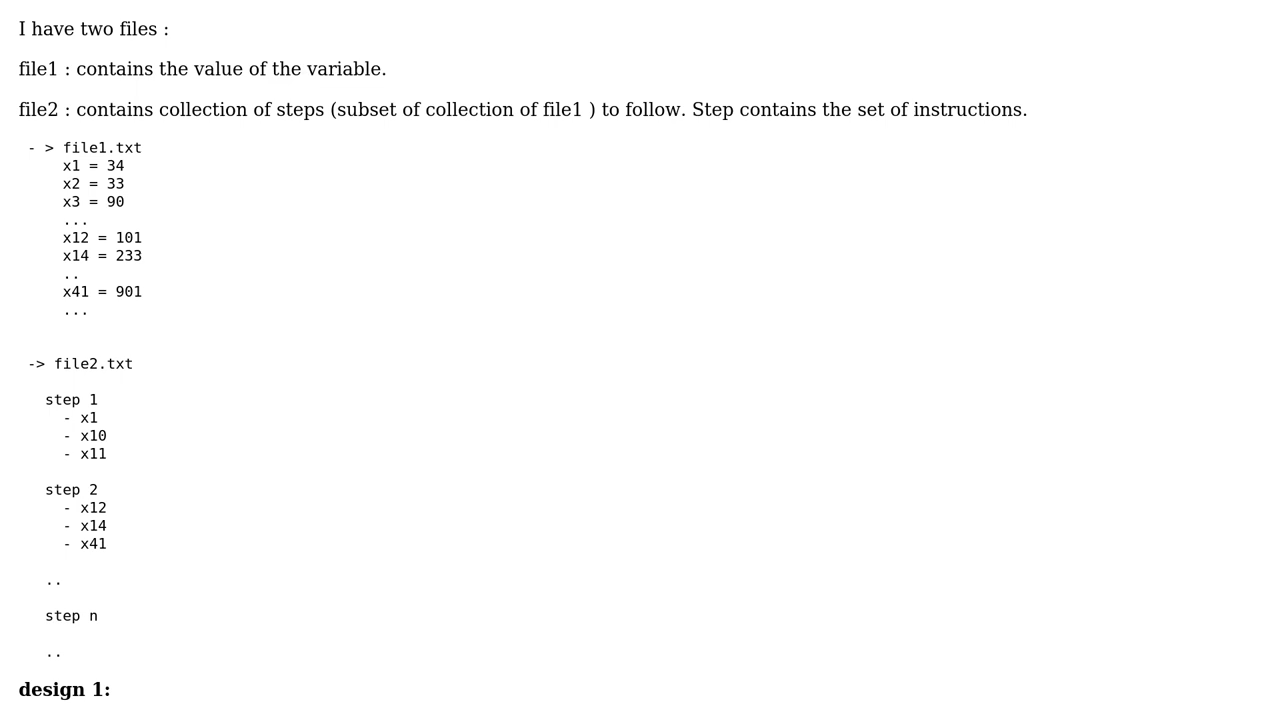 I have two files :
file1 : contains the value of the variable.
file2 : contains collection of steps (subset of collection of file1 ) to follow. Step contains the set of instructions.
- > file1.txt
x1 = 34
x2 = 33
x3 = 90
...
x12 = 101
x14 = 233
..
x41 = 901
...
-> file2.txt
step 1
- x1
- x10
- x11
step 2
- x12
- x14
- x41
..
step n
..
design 1: